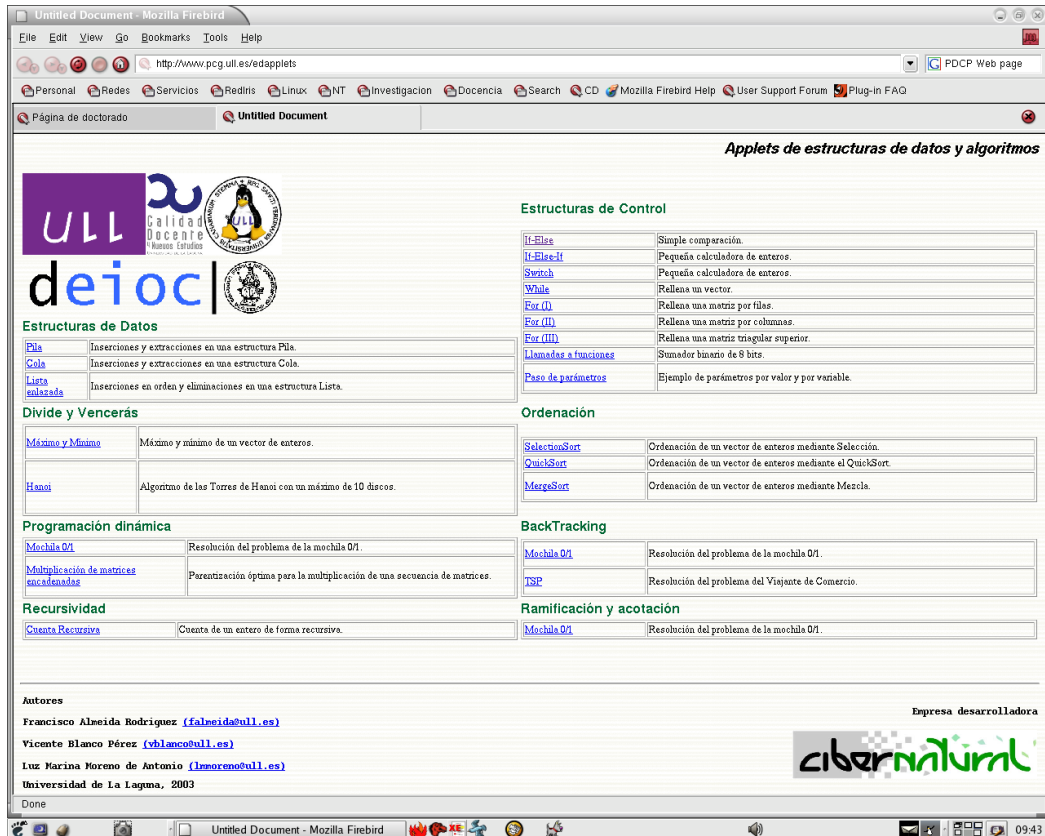 Untitled Document - Mozilla Firebird
File Edit View Go Bookmarks Tools Help
http://www.pcg.ull.es/edapplets
PDCP Web page
Personal Redes Servicios RedIris Linux NT Investigacion Docencia Search CD Mozilla Firebird Help User Support Forum Plug-in FAQ
Página de doctorado
Untitled Document
Applets de estructuras de datos y algoritmos
ULL
Calidad
Docente
Nuevos Estudios
deioc
Estructuras de Datos
Pila Inserciones y extracciones en una estructura Pila.
Cola Inserciones y extracciones en una estructura Cola.
Lista
enlazada Inserciones en orden y eliminaciones en una estructura Lista.
Estructuras de Control
If-Else Simple comparación.
If-Else-If Pequeña calculadora de enteros.
Switch Pequeña calculadora de enteros.
While Rellena un vector.
For (I) Rellena una matriz por filas.
For (II) Rellena una matriz por columnas.
For (III) Rellena una matriz triagular superior.
Llamadas a funciones Sumador binario de 8 bits.
Paso de parámetros Ejemplo de parámetros por valor y por variable.
Divide y Vencerás
Máximo y Mínimo Máximo y mínimo de un vector de enteros.
Hanoi Algoritmo de las Torres de Hanoi con un máximo de 10 discos.
Ordenación
SelectionSort Ordenación de un vector de enteros mediante Selección.
QuickSort Ordenación de un vector de enteros mediante el QuickSort.
MergeSort Ordenación de un vector de enteros mediante Mezcla.
Programación dinámica
Mochila 0/1 Resolución del problema de la mochila 0/1.
Multiplicación de matrices
encadenadas Parentización óptima para la multiplicación de una secuencia de matrices.
BackTracking
Mochila 0/1 Resolución del problema de la mochila 0/1.
TSP Resolución del problema del Viajante de Comercio.
Recursividad
Cuenta Recursiva Cuenta de un entero de forma recursiva.
Ramificación y acotación
Mochila 0/1 Resolución del problema de la mochila 0/1.
Autores
Francisco Almeida Rodriguez (falmeida@ull.es)
Vicente Blanco Pérez (vblanco@ull.es)
Luz Marina Moreno de Antonio (lmmoreno@ull.es)
Universidad de La Laguna, 2003
Empresa desarrolladora
cibernatural
Done
Untitled Document - Mozilla Firebird
XE
09:43